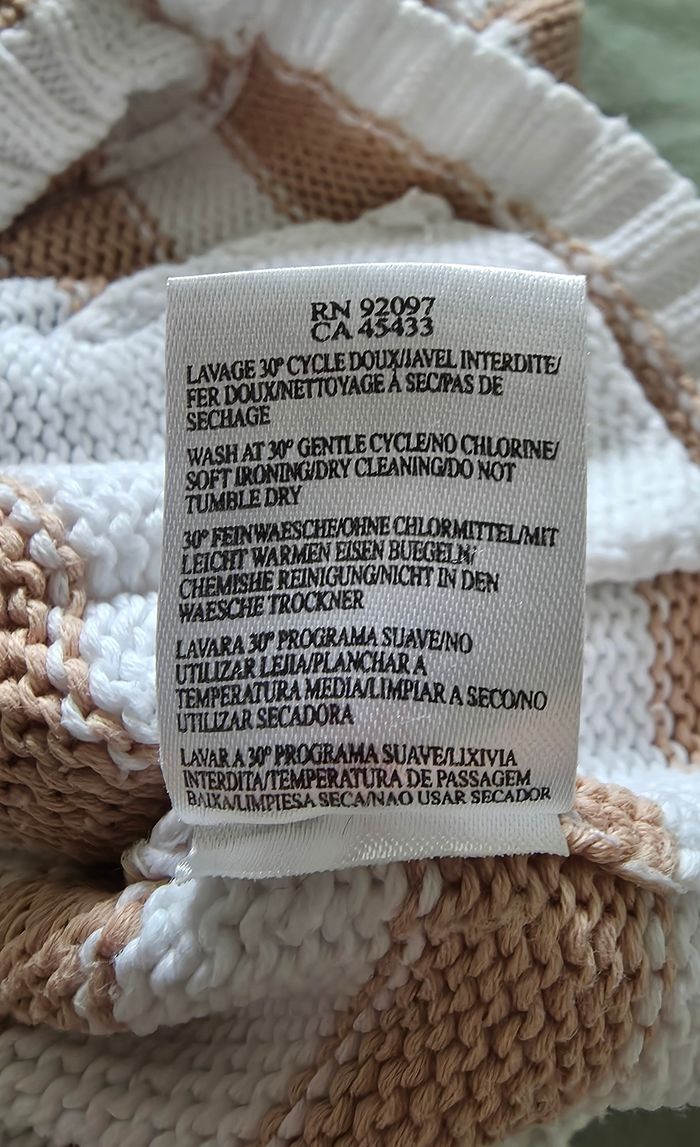 RN 92097
CA 45433
LAVAGE 30° CYCLE DOUX/JAVEL INTERDITE/
FER DOUX/NETTOYAGE À SEC/PAS DE
SECHAGE
WASH AT 30° GENTLE CYCLE/NO CHLORINE/
SOFT IRONING/DRY CLEANING/DO NOT
TUMBLE DRY
30° FEINWAESCHE/OHNE CHLORMITTEL/MIT
LEICHT WARMEN EISEN BUEGELN/
CHEMISHE REINIGUNG/NICHT IN DEN
WAESCHE TROCKNER
LAVARA 30° PROGRAMA SUAVE/NO
UTILIZAR LEJIA/PLANCHAR A
TEMPERATURA MEDIA/LIMPIAR A SECO/NO
UTILIZAR SECADORA
LAVAR A 30° PROGRAMA SUAVE/LIXIVIA
INTERDITA/TEMPERATURA DE PASSAGEM
BAIXA/LIMPIESA SECA/NAO USAR SECADOR